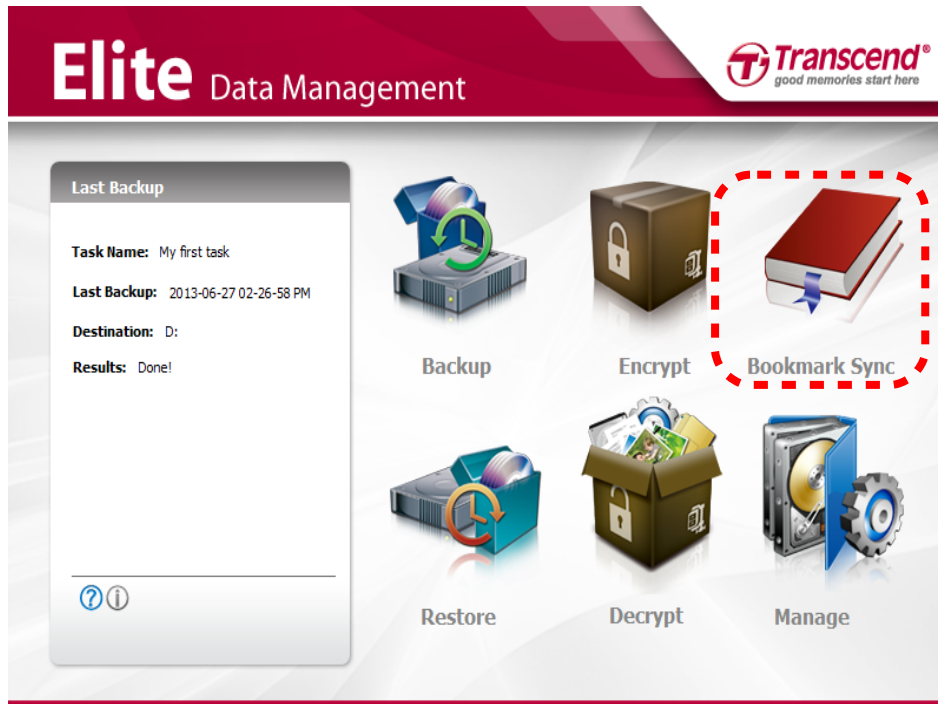 Elite Data Management
Transcend®
good memories start here
Last Backup
Task Name: My first task
Last Backup: 2013-06-27 02-26-58 PM
Destination: D:
Results: Done!
Backup
Encrypt
Bookmark Sync
Restore
Decrypt
Manage